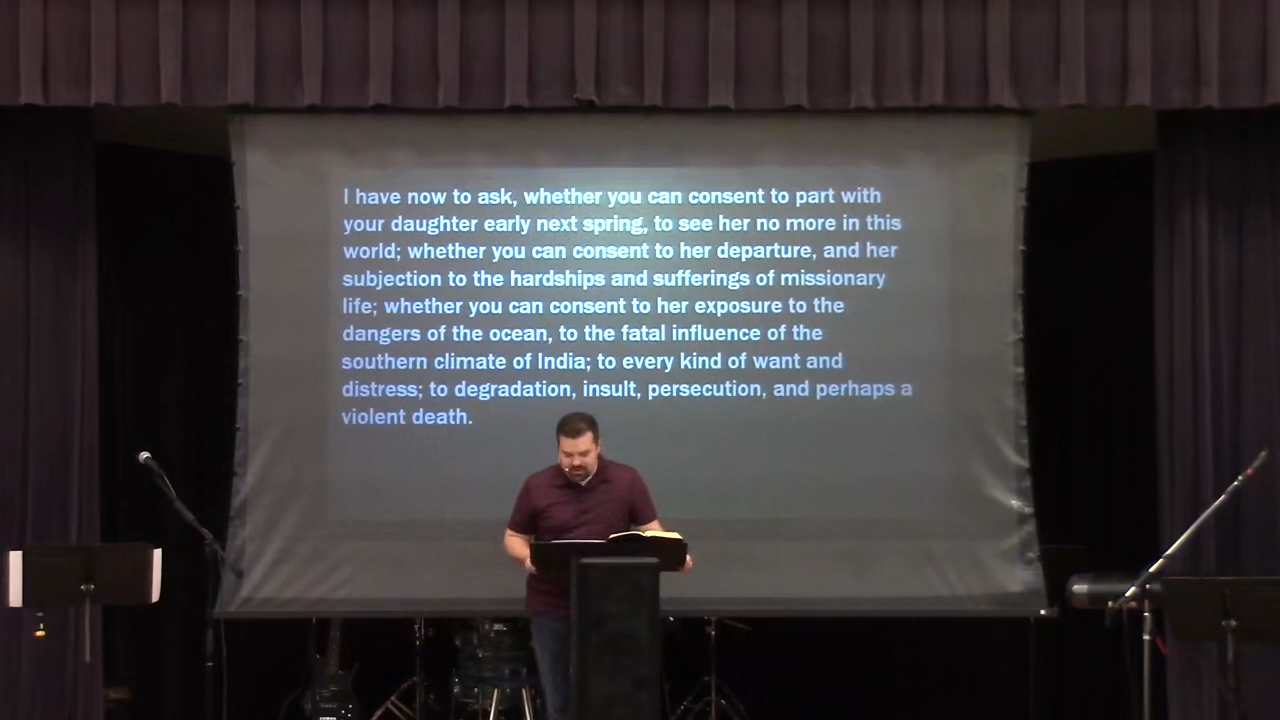 I have now to ask, whether you can consent to part with
your daughter early next spring, to see her no more in this
world; whether you can consent to her departure, and her
subjection to the hardships and sufferings of missionary
life; whether you can consent to her exposure to the
dangers of the ocean, to the fatal influence of the
southern climate of India; to every kind of want and
distress; to degradation, insult, persecution, and perhaps a
violent death.